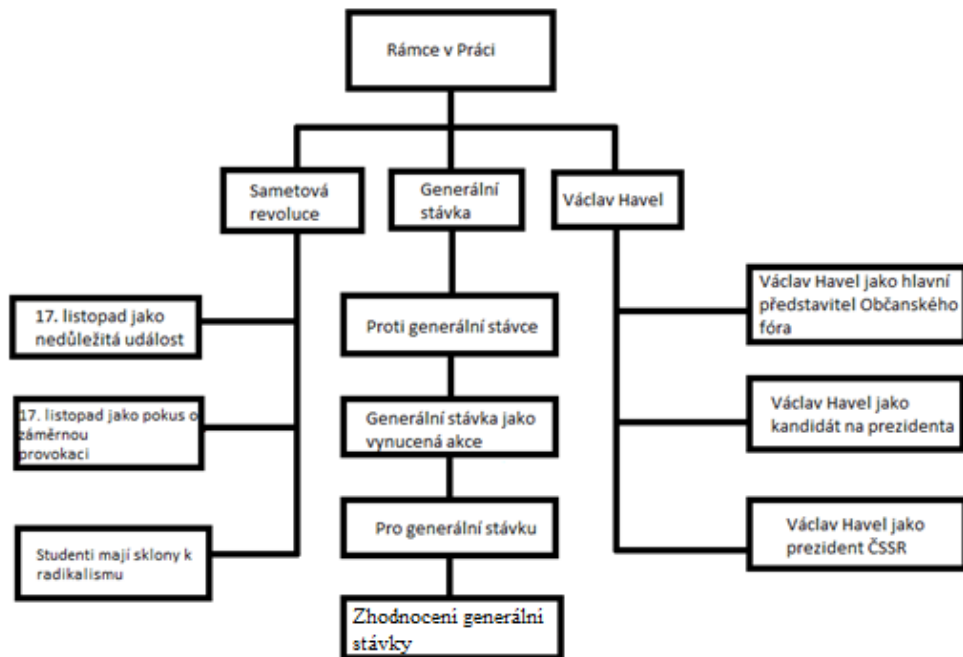 Rámce v Práci
Sametová
revoluce
Generální
stávka
Václav Havel
17. listopad jako
nedůležitá událost
17. listopad jako pokus o
záměrnou
provokaci
Studenti mají sklony k
radikalismu
Proti generální stávce
Generální stávka jako
vynucená akce
Pro generální stávku
Zhodnocení generální
stávky
Václav Havel jako hlavní
představitel Občanského
fóra
Václav Havel jako
kandidát na prezidenta
Václav Havel jako
prezident ČSSR